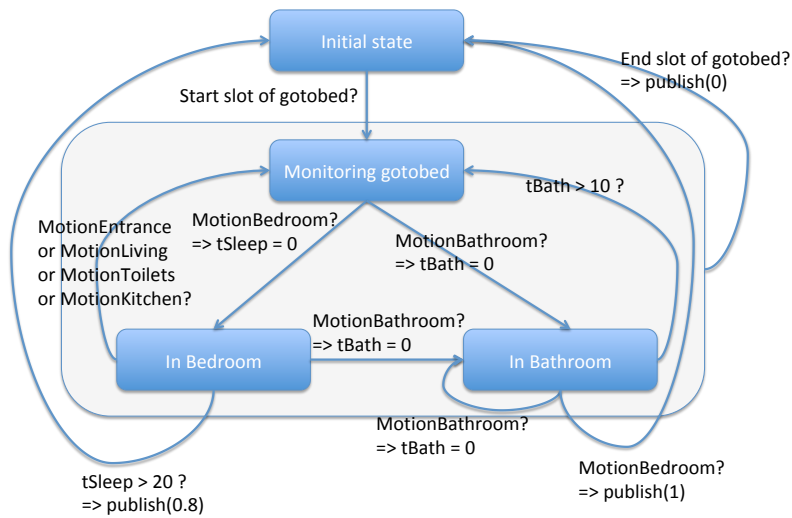 Initial state
End slot of gotobed?
=> publish(0)
Start slot of gotobed?
Monitoring gotobed
tBath > 10 ?
MotionEntrance
or MotionLiving
or MotionToilets
or MotionKitchen?
MotionBedroom?
=> tSleep = 0
MotionBathroom?
=> tBath = 0
MotionBathroom?
=> tBath = 0
In Bedroom
In Bathroom
MotionBathroom?
=> tBath = 0
MotionBedroom?
=> publish(1)
tSleep > 20 ?
=> publish(0.8)